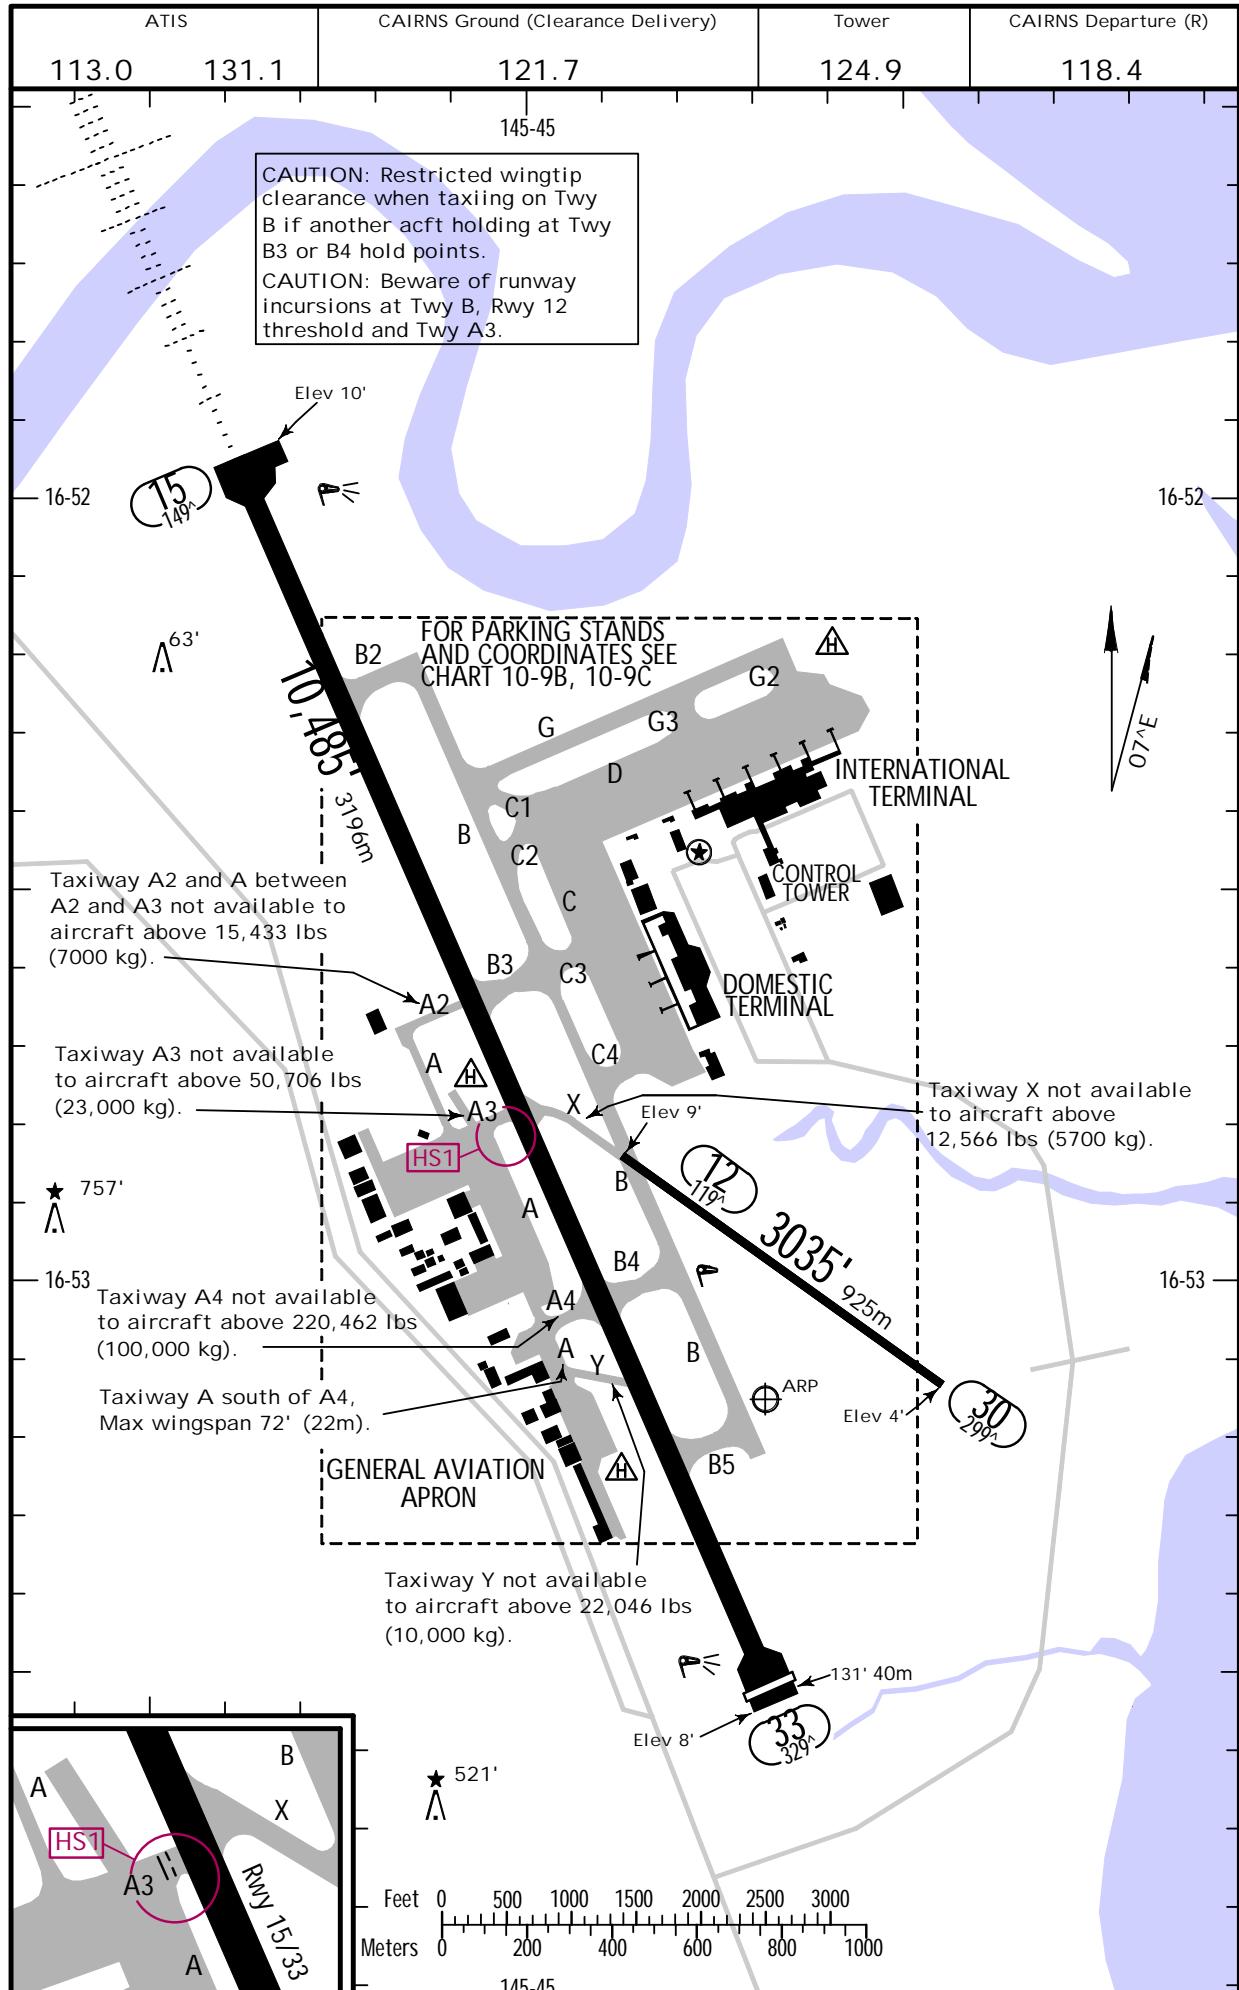 ATIS
CAIRNS Ground (Clearance Delivery)
Tower
CAIRNS Departure (R)
113.0 131.1
121.7
124.9
118.4
145-45
CAUTION: Restricted wingtip
clearance when taxiing on Twy
B if another acft holding at Twy
B3 or B4 hold points.
CAUTION: Beware of runway
incursions at Twy B, Rwy 12
threshold and Twy A3.
Elev 10'
15
149^
16-52
16-52
63'
FOR PARKING STANDS
AND COORDINATES SEE
CHART 10-9B, 10-9C
B2
H
G2
G
G3
10,485'
3196m
D
07^E
INTERNATIONAL
TERMINAL
C1
B
C2
CONTROL
TOWER
C
Taxiway A2 and A between
A2 and A3 not available to
aircraft above 15,433 lbs
(7000 kg).
B3
C3
DOMESTIC
TERMINAL
A2
Taxiway A3 not available
to aircraft above 50,706 lbs
(23,000 kg).
A
H
C4
A3
X
Elev 9'
Taxiway X not available
to aircraft above
12,566 lbs (5700 kg).
HS1
12
119^
B
757'
A
3035'
925m
B4
16-53
16-53
Taxiway A4 not available
to aircraft above 220,462 lbs
(100,000 kg).
A4
A
Y
B
Taxiway A south of A4,
Max wingspan 72' (22m).
ARP
Elev 4'
30
299^
GENERAL AVIATION
APRON
H
B5
Taxiway Y not available
to aircraft above 22,046 lbs
(10,000 kg).
131' 40m
Elev 8'
33
329^
521'
A
B
X
HS1
A3
Rwy 15/33
A
Feet 0 500 1000 1500 2000 2500 3000
Meters 0 200 400 600 800 1000
145-45